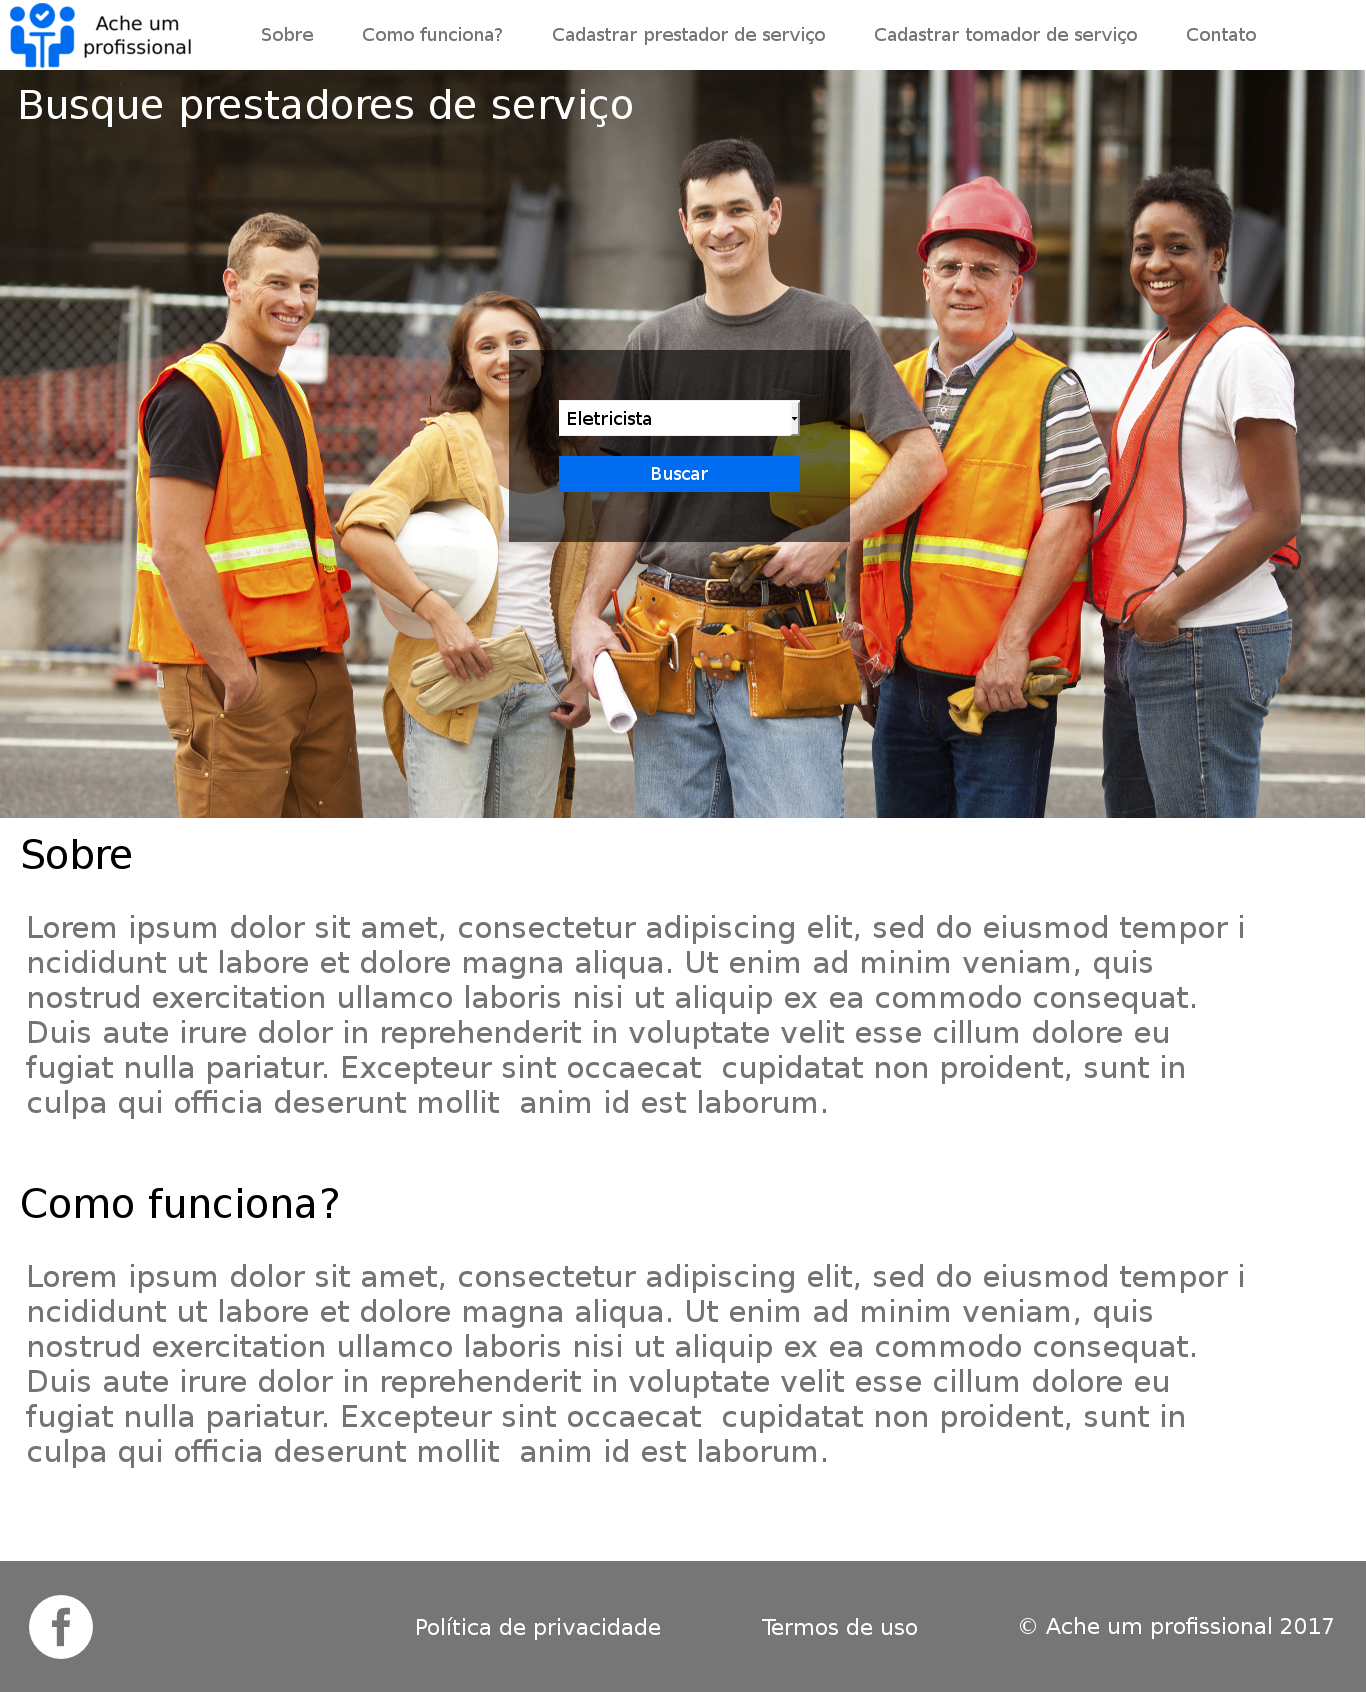 Ache um
profissional
Sobre
Como funciona?
Cadastrar prestador de serviço
Cadastrar tomador de serviço
Contato
Busque prestadores de serviço
Eletricista
Buscar
Sobre
Lorem ipsum dolor sit amet, consectetur adipiscing elit, sed do eiusmod tempor i
ncididunt ut labore et dolore magna aliqua. Ut enim ad minim veniam, quis
nostrud exercitation ullamco laboris nisi ut aliquip ex ea commodo consequat.
Duis aute irure dolor in reprehenderit in voluptate velit esse cillum dolore eu
fugiat nulla pariatur. Excepteur sint occaecat  cupidatat non proident, sunt in
culpa qui officia deserunt mollit  anim id est laborum.
Como funciona?
Lorem ipsum dolor sit amet, consectetur adipiscing elit, sed do eiusmod tempor i
ncididunt ut labore et dolore magna aliqua. Ut enim ad minim veniam, quis
nostrud exercitation ullamco laboris nisi ut aliquip ex ea commodo consequat.
Duis aute irure dolor in reprehenderit in voluptate velit esse cillum dolore eu
fugiat nulla pariatur. Excepteur sint occaecat  cupidatat non proident, sunt in
culpa qui officia deserunt mollit  anim id est laborum.
f
Política de privacidade
Termos de uso
© Ache um profissional 2017